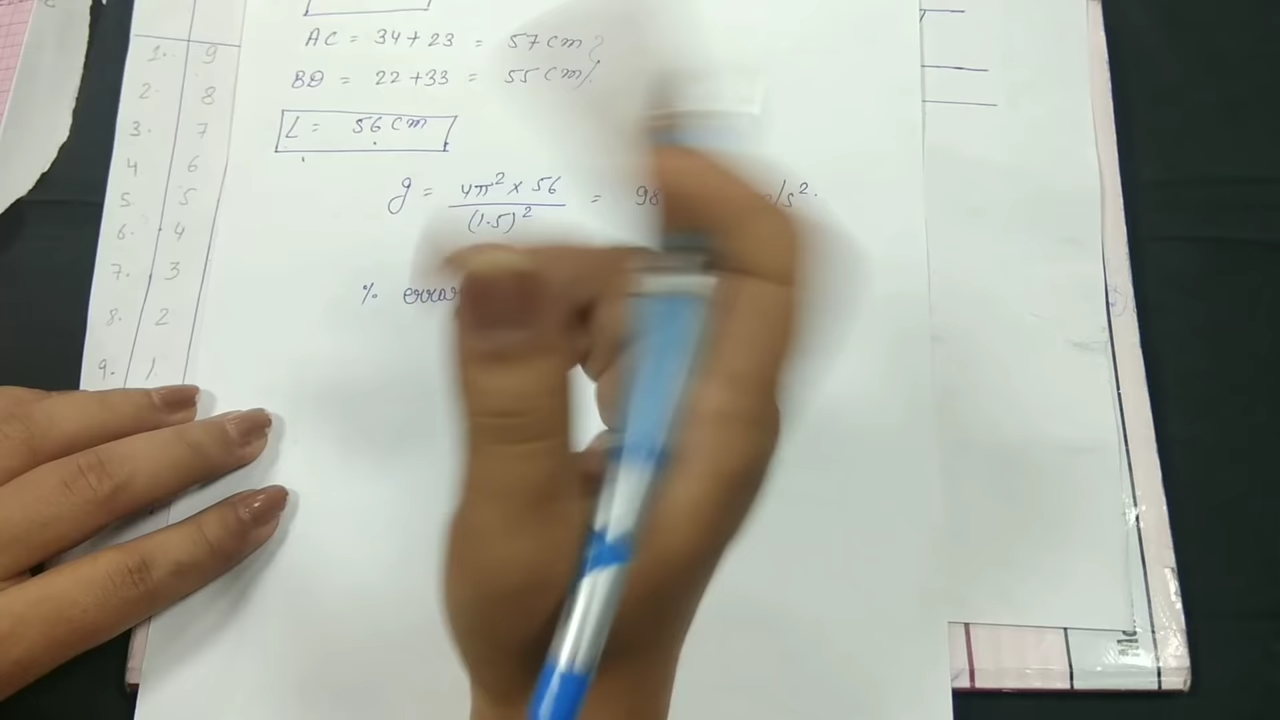 1. 9
2. 8
3. 7
4 6
5. 5
6. 4
7. 3
8. 2
9. 1.
AC = 34+23 = 57 cm
BD = 22+33 = 55 cm
L = 56 cm
g = 4π² × 56 / (1.5)² = 98 /s².
% error